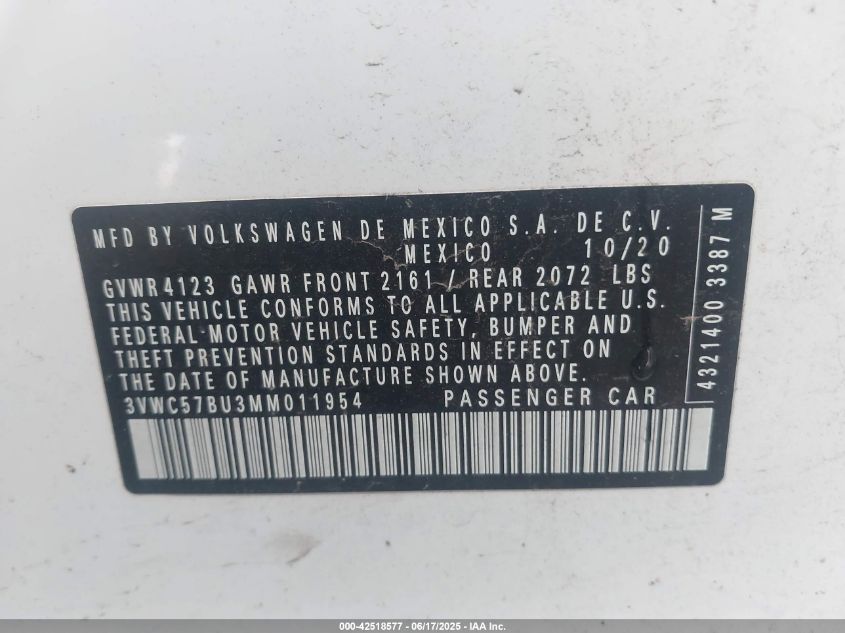 MFD BY VOLKSWAGEN DE MEXICO S.A. DE C.V.
MEXICO 10/20
GVWR 4123 GAWR FRONT 2161 / REAR 2072 LBS
THIS VEHICLE CONFORMS TO ALL APPLICABLE U.S.
FEDERAL MOTOR VEHICLE SAFETY, BUMPER AND
THEFT PREVENTION STANDARDS IN EFFECT ON
THE DATE OF MANUFACTURE SHOWN ABOVE.
3VWC57BU3MM011954 PASSENGER CAR
4321400 3387 M
000-42518577 - 06/17/2025 - IAA Inc.